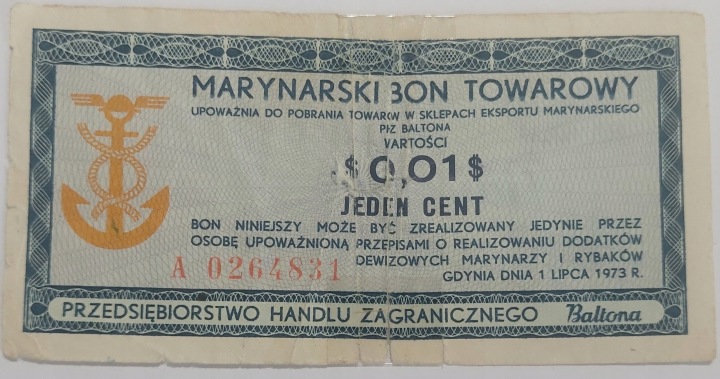 MARYNARSKI BON TOWAROWY
UPOWAŻNIA DO POBRANIA TOWARÓW W SKLEPACH EKSPORTU MARYNARSKIEGO
PHZ BALTONA
WARTOŚCI
$ 0,01 $
JEDEN CENT
BON NINIEJSZY MOŻE BYĆ ZREALIZOWANY JEDYNIE PRZEZ
OSOBĘ UPOWAŻNIONĄ PRZEPISAMI O REALIZOWANIU DODATKÓW
DEWIZOWYCH MARYNARZY I RYBAKÓW
A 0264831
GDYNIA DNIA 1 LIPCA 1973 R.
PRZEDSIĘBIORSTWO HANDLU ZAGRANICZNEGO Baltona